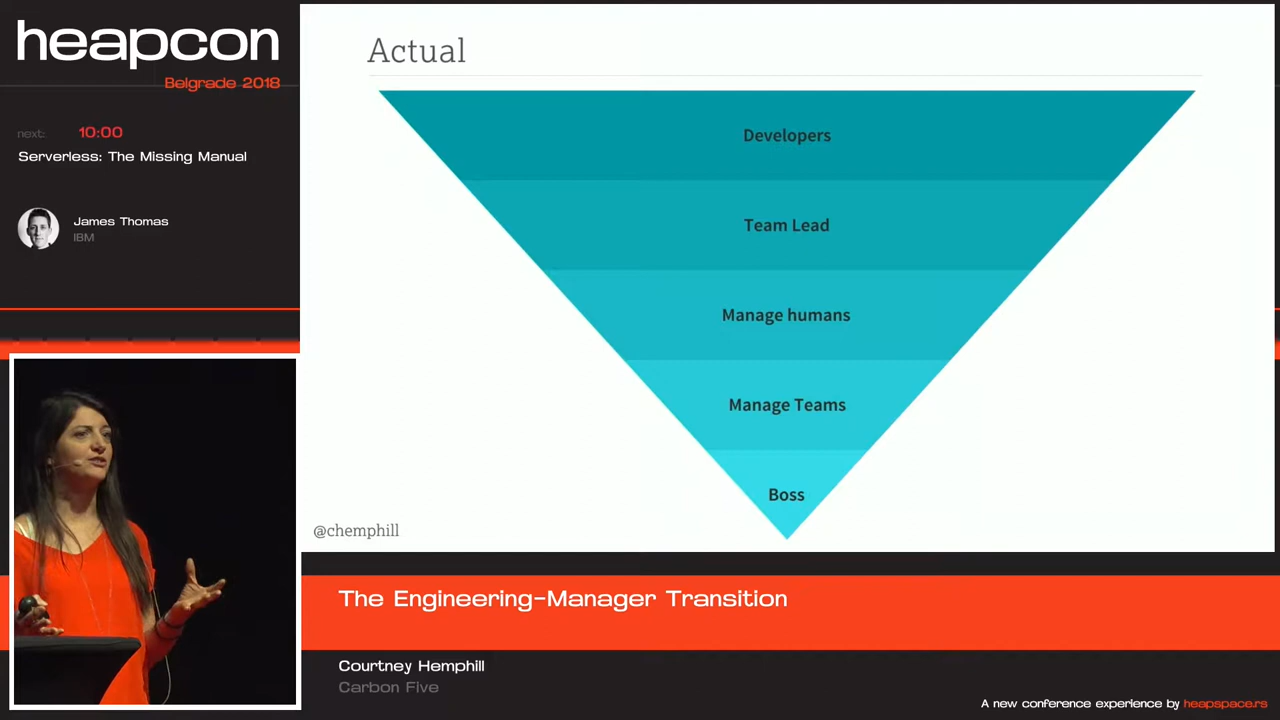 heapcon
Belgrade 2018
next: 10:00
Serverless: The Missing Manual
James Thomas
IBM
Actual
Developers
Team Lead
Manage humans
Manage Teams
Boss
@chemphill
The Engineering-Manager Transition
Courtney Hemphill
Carbon Five
A new conference experience by heapspace.rs